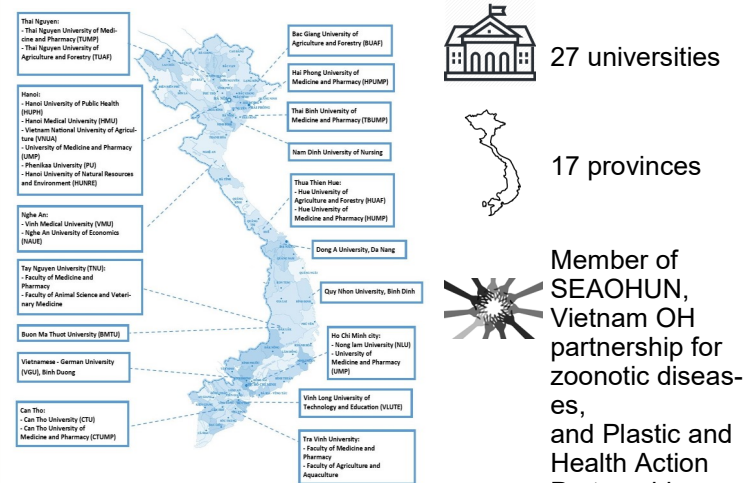 Thai Nguyen:
- Thai Nguyen University of Medi-
cine and Pharmacy (TUMP)
- Thai Nguyen University of
Agriculture and Forestry (TUAF)
Hanoi:
- Hanoi University of Public Health
(HUPH)
- Hanoi Medical University (HMU)
- Vietnam National University of Agricul-
ture (VNUA)
- University of Medicine and Pharmacy
(UMP)
- Phenikaa University (PU)
- Hanoi University of Natural Resources
and Environment (HUNRE)
Nghe An:
- Vinh Medical University (VMU)
- Nghe An University of Economics
(NAUE)
Tay Nguyen University (TNU):
- Faculty of Medicine and
Pharmacy
- Faculty of Animal Science and Veteri-
nary Medicine
Buon Ma Thuot University (BMTU)
Vietnamese - German University
(VGU), Binh Duong
Can Tho:
- Can Tho University (CTU)
- Can Tho University of
Medicine and Pharmacy (CTUMP)
Bac Giang University of
Agriculture and Forestry (BUAF)
Hai Phong University of
Medicine and Pharmacy (HPUMP)
Thai Binh University of
Medicine and Pharmacy (TBUMP)
Nam Dinh University of Nursing
Thua Thien Hue:
- Hue University of
Agriculture and Forestry (HUAF)
- Hue University of
Medicine and Pharmacy (HUMP)
Dong A University, Da Nang
Quy Nhon University, Binh Dinh
Ho Chi Minh city:
- Nong lam University (NLU)
- University of
Medicine and Pharmacy
(UMP)
Vinh Long University of
Technology and Education (VLUTE)
Tra Vinh University:
- Faculty of Medicine and
Pharmacy
- Faculty of Agriculture and
Aquaculture
27 universities
17 provinces
Member of
SEAOHUN,
Vietnam OH
partnership for
zoonotic diseas-
es,
and Plastic and
Health Action